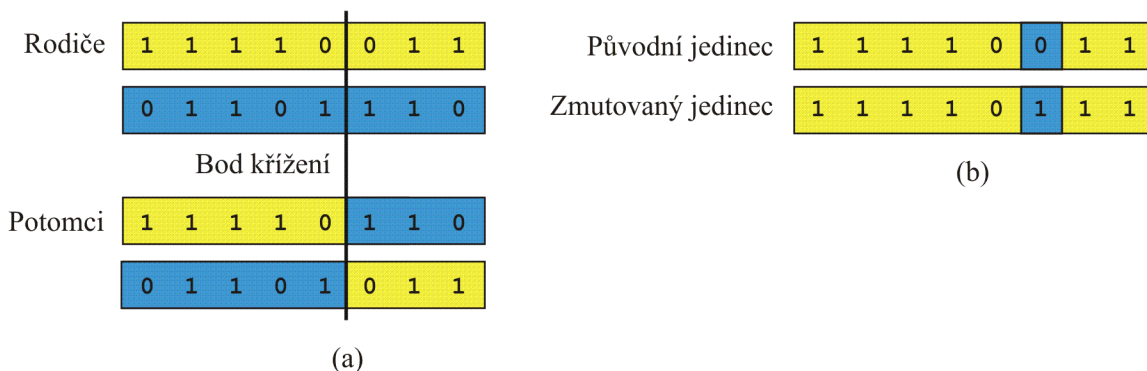 Rodiče 1 1 1 1 0 0 1 1
0 1 1 0 1 1 1 0
Bod křížení
Potomci 1 1 1 1 0 1 1 0
0 1 1 0 1 0 1 1
(a)
Původní jedinec 1 1 1 1 0 0 1 1
Zmutovaný jedinec 1 1 1 1 0 1 1 1
(b)